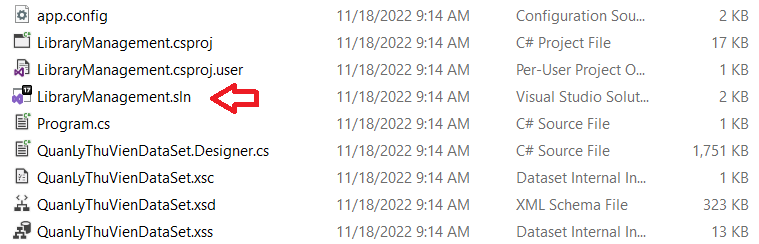 app.config 11/18/2022 9:14 AM Configuration Sou... 2 KB
LibraryManagement.csproj 11/18/2022 9:14 AM C# Project File 17 KB
LibraryManagement.csproj.user 11/18/2022 9:14 AM Per-User Project O... 1 KB
17 LibraryManagement.sln 11/18/2022 9:14 AM Visual Studio Solut... 2 KB
Program.cs 11/18/2022 9:14 AM C# Source File 1 KB
QuanLyThuVienDataSet.Designer.cs 11/18/2022 9:14 AM C# Source File 1,751 KB
QuanLyThuVienDataSet.xsc 11/18/2022 9:14 AM Dataset Internal In... 1 KB
QuanLyThuVienDataSet.xsd 11/18/2022 9:14 AM XML Schema File 323 KB
QuanLyThuVienDataSet.xss 11/18/2022 9:14 AM Dataset Internal In... 13 KB